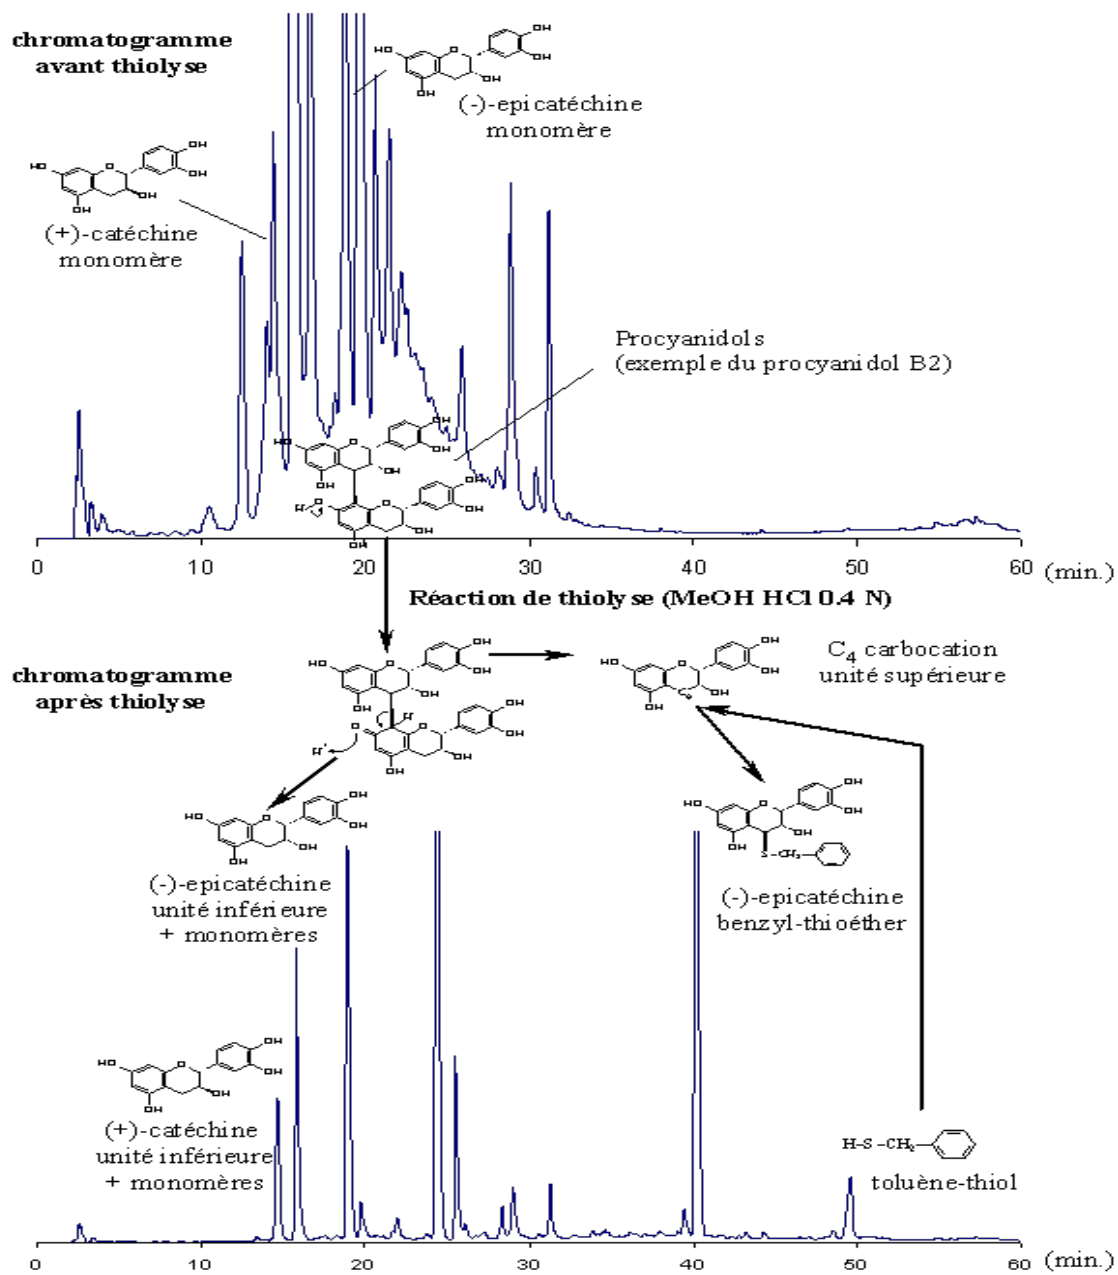 chromatogramme
avant thiolyse
(-)-epicatéchine
monomère
(+)-catéchine
monomère
Procyanidols
(exemple du procyanidol B2)
0 10 20 30 40 50 60 (min.)
Réaction de thiolyse (MeOH HCl 0.4 N)
chromatogramme
après thiolyse
C4 carbocation
unité supérieure
(-)-epicatéchine
unité inférieure
+ monomères
(-)-epicatéchine
benzyl-thioéther
(+)-catéchine
unité inférieure
+ monomères
H-S-CH2
toluène-thiol
0 10 20 30 40 50 60 (min.)